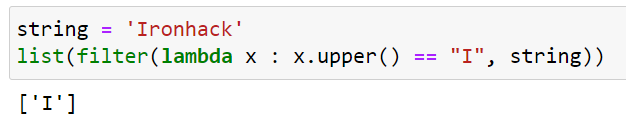 string = 'Ironhack'
list(filter(lambda x : x.upper() == "I", string))
['I']